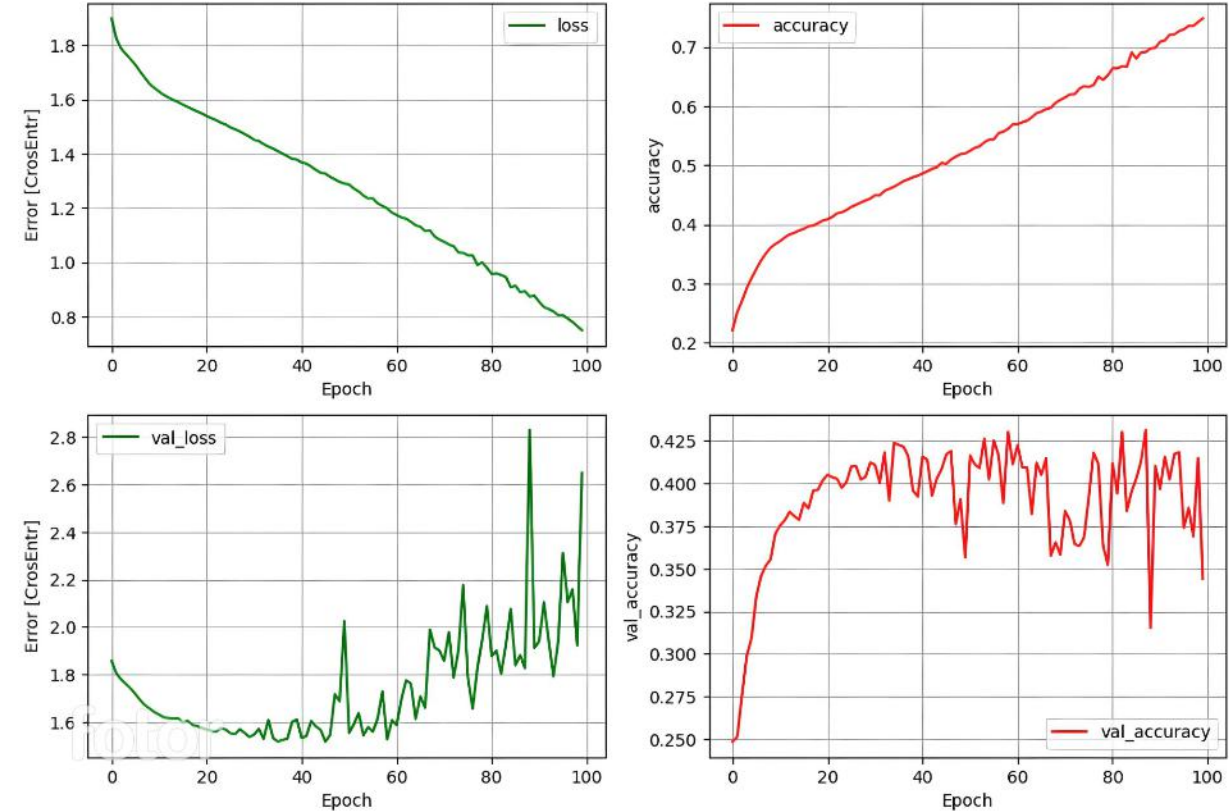 loss
Error [CrosEntr]
1.8
1.6
1.4
1.2
1.0
0.8
0 20 40 60 80 100
Epoch
accuracy
accuracy
0.7
0.6
0.5
0.4
0.3
0.2
0 20 40 60 80 100
Epoch
val_loss
Error [CrosEntr]
2.8
2.6
2.4
2.2
2.0
1.8
1.6
0 20 40 60 80 100
Epoch
fotor
val_accuracy
0.425
0.400
0.375
0.350
0.325
0.300
0.275
0.250
val_accuracy
0 20 40 60 80 100
Epoch